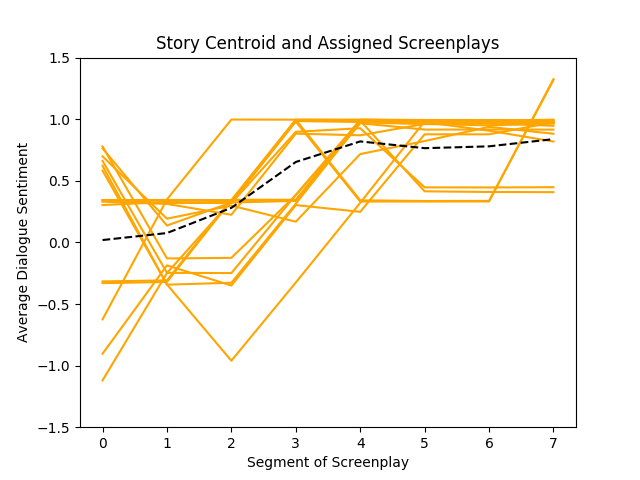 Story Centroid and Assigned Screenplays
1.5
1.0
0.5
0.0
−0.5
−1.0
−1.5
Average Dialogue Sentiment
0 1 2 3 4 5 6 7
Segment of Screenplay